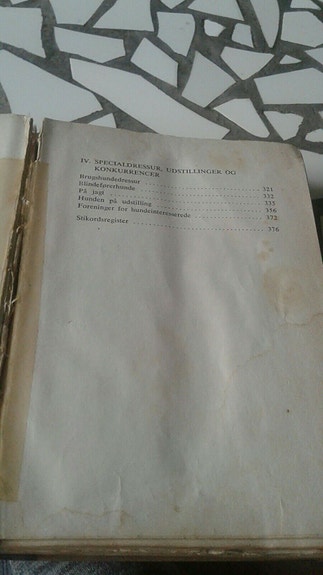 IV. SPECIALDRESSUR, UDSTILLINGER OG
KONKURRENCER
Brugshundedressur 321
Blindeførerhunde 332
På jagt 335
Hunden på udstilling 356
Foreninger for hundeinteresserede 372
Stikordsregister 376